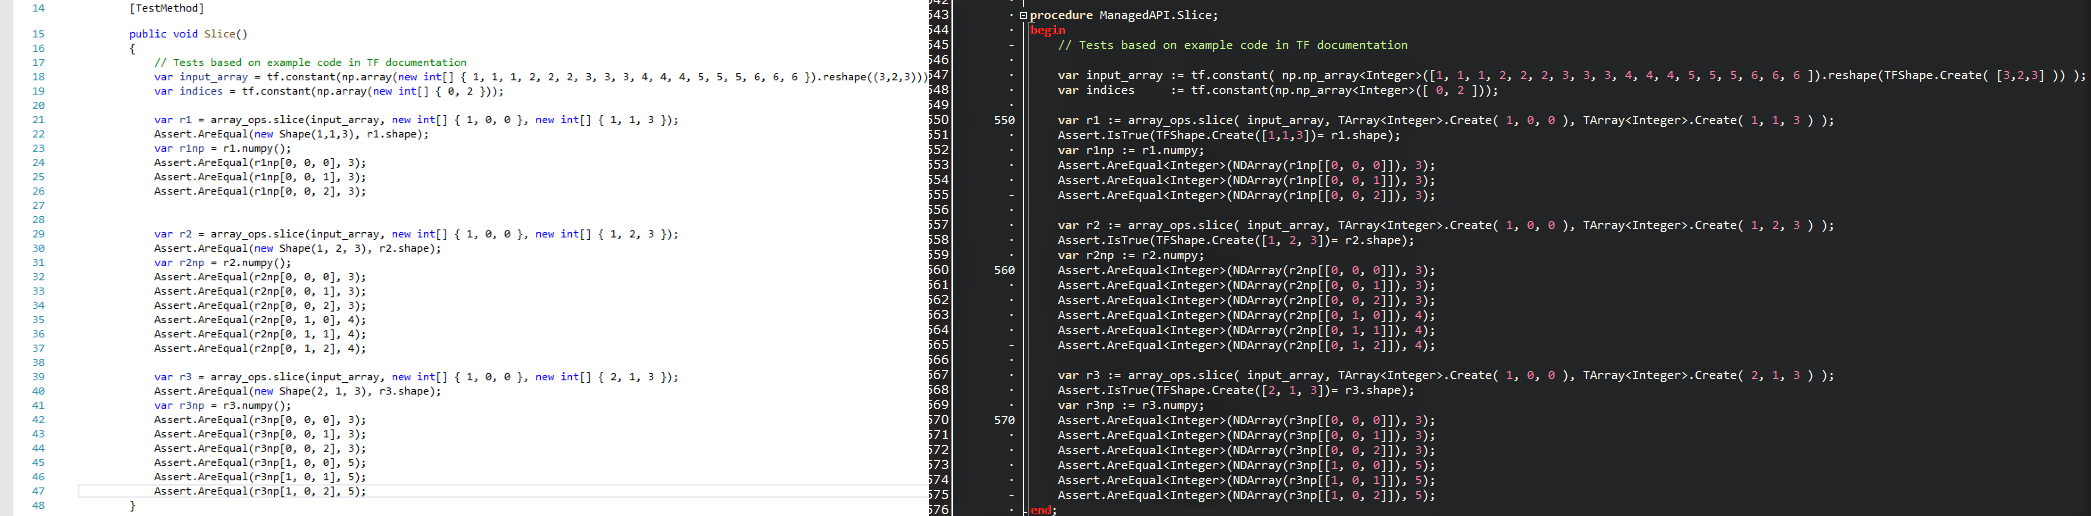 14 [TestMethod]
15 public void Slice()
16 {
17 // Tests based on example code in TF documentation
18 var input_array = tf.constant(np.array(new int[] { 1, 1, 1, 2, 2, 2, 3, 3, 3, 4, 4, 4, 5, 5, 5, 6, 6, 6 }).reshape((3,2,3)))
19 var indices = tf.constant(np.array(new int[] { 0, 2 }));
20
21 var r1 = array_ops.slice(input_array, new int[] { 1, 0, 0 }, new int[] { 1, 1, 3 });
22 Assert.AreEqual(new Shape(1,1,3), r1.shape);
23 var r1np = r1.numpy();
24 Assert.AreEqual(r1np[0, 0, 0], 3);
25 Assert.AreEqual(r1np[0, 0, 1], 3);
26 Assert.AreEqual(r1np[0, 0, 2], 3);
27
28
29 var r2 = array_ops.slice(input_array, new int[] { 1, 0, 0 }, new int[] { 1, 2, 3 });
30 Assert.AreEqual(new Shape(1, 2, 3), r2.shape);
31 var r2np = r2.numpy();
32 Assert.AreEqual(r2np[0, 0, 0], 3);
33 Assert.AreEqual(r2np[0, 0, 1], 3);
34 Assert.AreEqual(r2np[0, 0, 2], 3);
35 Assert.AreEqual(r2np[0, 1, 0], 4);
36 Assert.AreEqual(r2np[0, 1, 1], 4);
37 Assert.AreEqual(r2np[0, 1, 2], 4);
38
39 var r3 = array_ops.slice(input_array, new int[] { 1, 0, 0 }, new int[] { 2, 1, 3 });
40 Assert.AreEqual(new Shape(2, 1, 3), r3.shape);
41 var r3np = r3.numpy();
42 Assert.AreEqual(r3np[0, 0, 0], 3);
43 Assert.AreEqual(r3np[0, 0, 1], 3);
44 Assert.AreEqual(r3np[0, 0, 2], 3);
45 Assert.AreEqual(r3np[1, 0, 0], 5);
46 Assert.AreEqual(r3np[1, 0, 1], 5);
47 Assert.AreEqual(r3np[1, 0, 2], 5);
48 }
543 procedure ManagedAPI.Slice;
544 begin
545 // Tests based on example code in TF documentation
546
547 var input_array := tf.constant( np.np_array<Integer>([1, 1, 1, 2, 2, 2, 3, 3, 3, 4, 4, 4, 5, 5, 5, 6, 6, 6 ]).reshape(TFShape.Create( [3,2,3] )) );
548 var indices := tf.constant(np.np_array<Integer>([ 0, 2 ]));
549
550 550 var r1 := array_ops.slice( input_array, TArray<Integer>.Create( 1, 0, 0 ), TArray<Integer>.Create( 1, 1, 3 ) );
551 Assert.IsTrue(TFShape.Create([1,1,3])= r1.shape);
552 var r1np := r1.numpy;
553 Assert.AreEqual<Integer>(NDArray(r1np[[0, 0, 0]]), 3);
554 Assert.AreEqual<Integer>(NDArray(r1np[[0, 0, 1]]), 3);
555 Assert.AreEqual<Integer>(NDArray(r1np[[0, 0, 2]]), 3);
556
557 var r2 := array_ops.slice( input_array, TArray<Integer>.Create( 1, 0, 0 ), TArray<Integer>.Create( 1, 2, 3 ) );
558 Assert.IsTrue(TFShape.Create([1, 2, 3])= r2.shape);
559 var r2np := r2.numpy;
560 560 Assert.AreEqual<Integer>(NDArray(r2np[[0, 0, 0]]), 3);
561 Assert.AreEqual<Integer>(NDArray(r2np[[0, 0, 1]]), 3);
562 Assert.AreEqual<Integer>(NDArray(r2np[[0, 0, 2]]), 3);
563 Assert.AreEqual<Integer>(NDArray(r2np[[0, 1, 0]]), 4);
564 Assert.AreEqual<Integer>(NDArray(r2np[[0, 1, 1]]), 4);
565 Assert.AreEqual<Integer>(NDArray(r2np[[0, 1, 2]]), 4);
566
567 var r3 := array_ops.slice( input_array, TArray<Integer>.Create( 1, 0, 0 ), TArray<Integer>.Create( 2, 1, 3 ) );
568 Assert.IsTrue(TFShape.Create([2, 1, 3])= r3.shape);
569 var r3np := r3.numpy;
570 570 Assert.AreEqual<Integer>(NDArray(r3np[[0, 0, 0]]), 3);
571 Assert.AreEqual<Integer>(NDArray(r3np[[0, 0, 1]]), 3);
572 Assert.AreEqual<Integer>(NDArray(r3np[[0, 0, 2]]), 3);
573 Assert.AreEqual<Integer>(NDArray(r3np[[1, 0, 0]]), 5);
574 Assert.AreEqual<Integer>(NDArray(r3np[[1, 0, 1]]), 5);
575 Assert.AreEqual<Integer>(NDArray(r3np[[1, 0, 2]]), 5);
576 end;